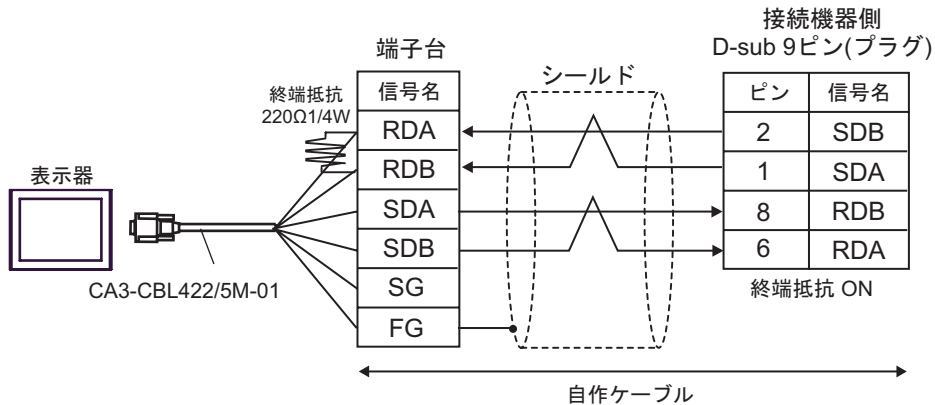 接続機器側
D-sub 9ピン(プラグ)
端子台
シールド
終端抵抗
220Ω1/4W
信号名
ピン 信号名
RDA 2 SDB
RDB 1 SDA
表示器
SDA 8 RDB
SDB 6 RDA
CA3-CBL422/5M-01
SG
終端抵抗 ON
FG
自作ケーブル